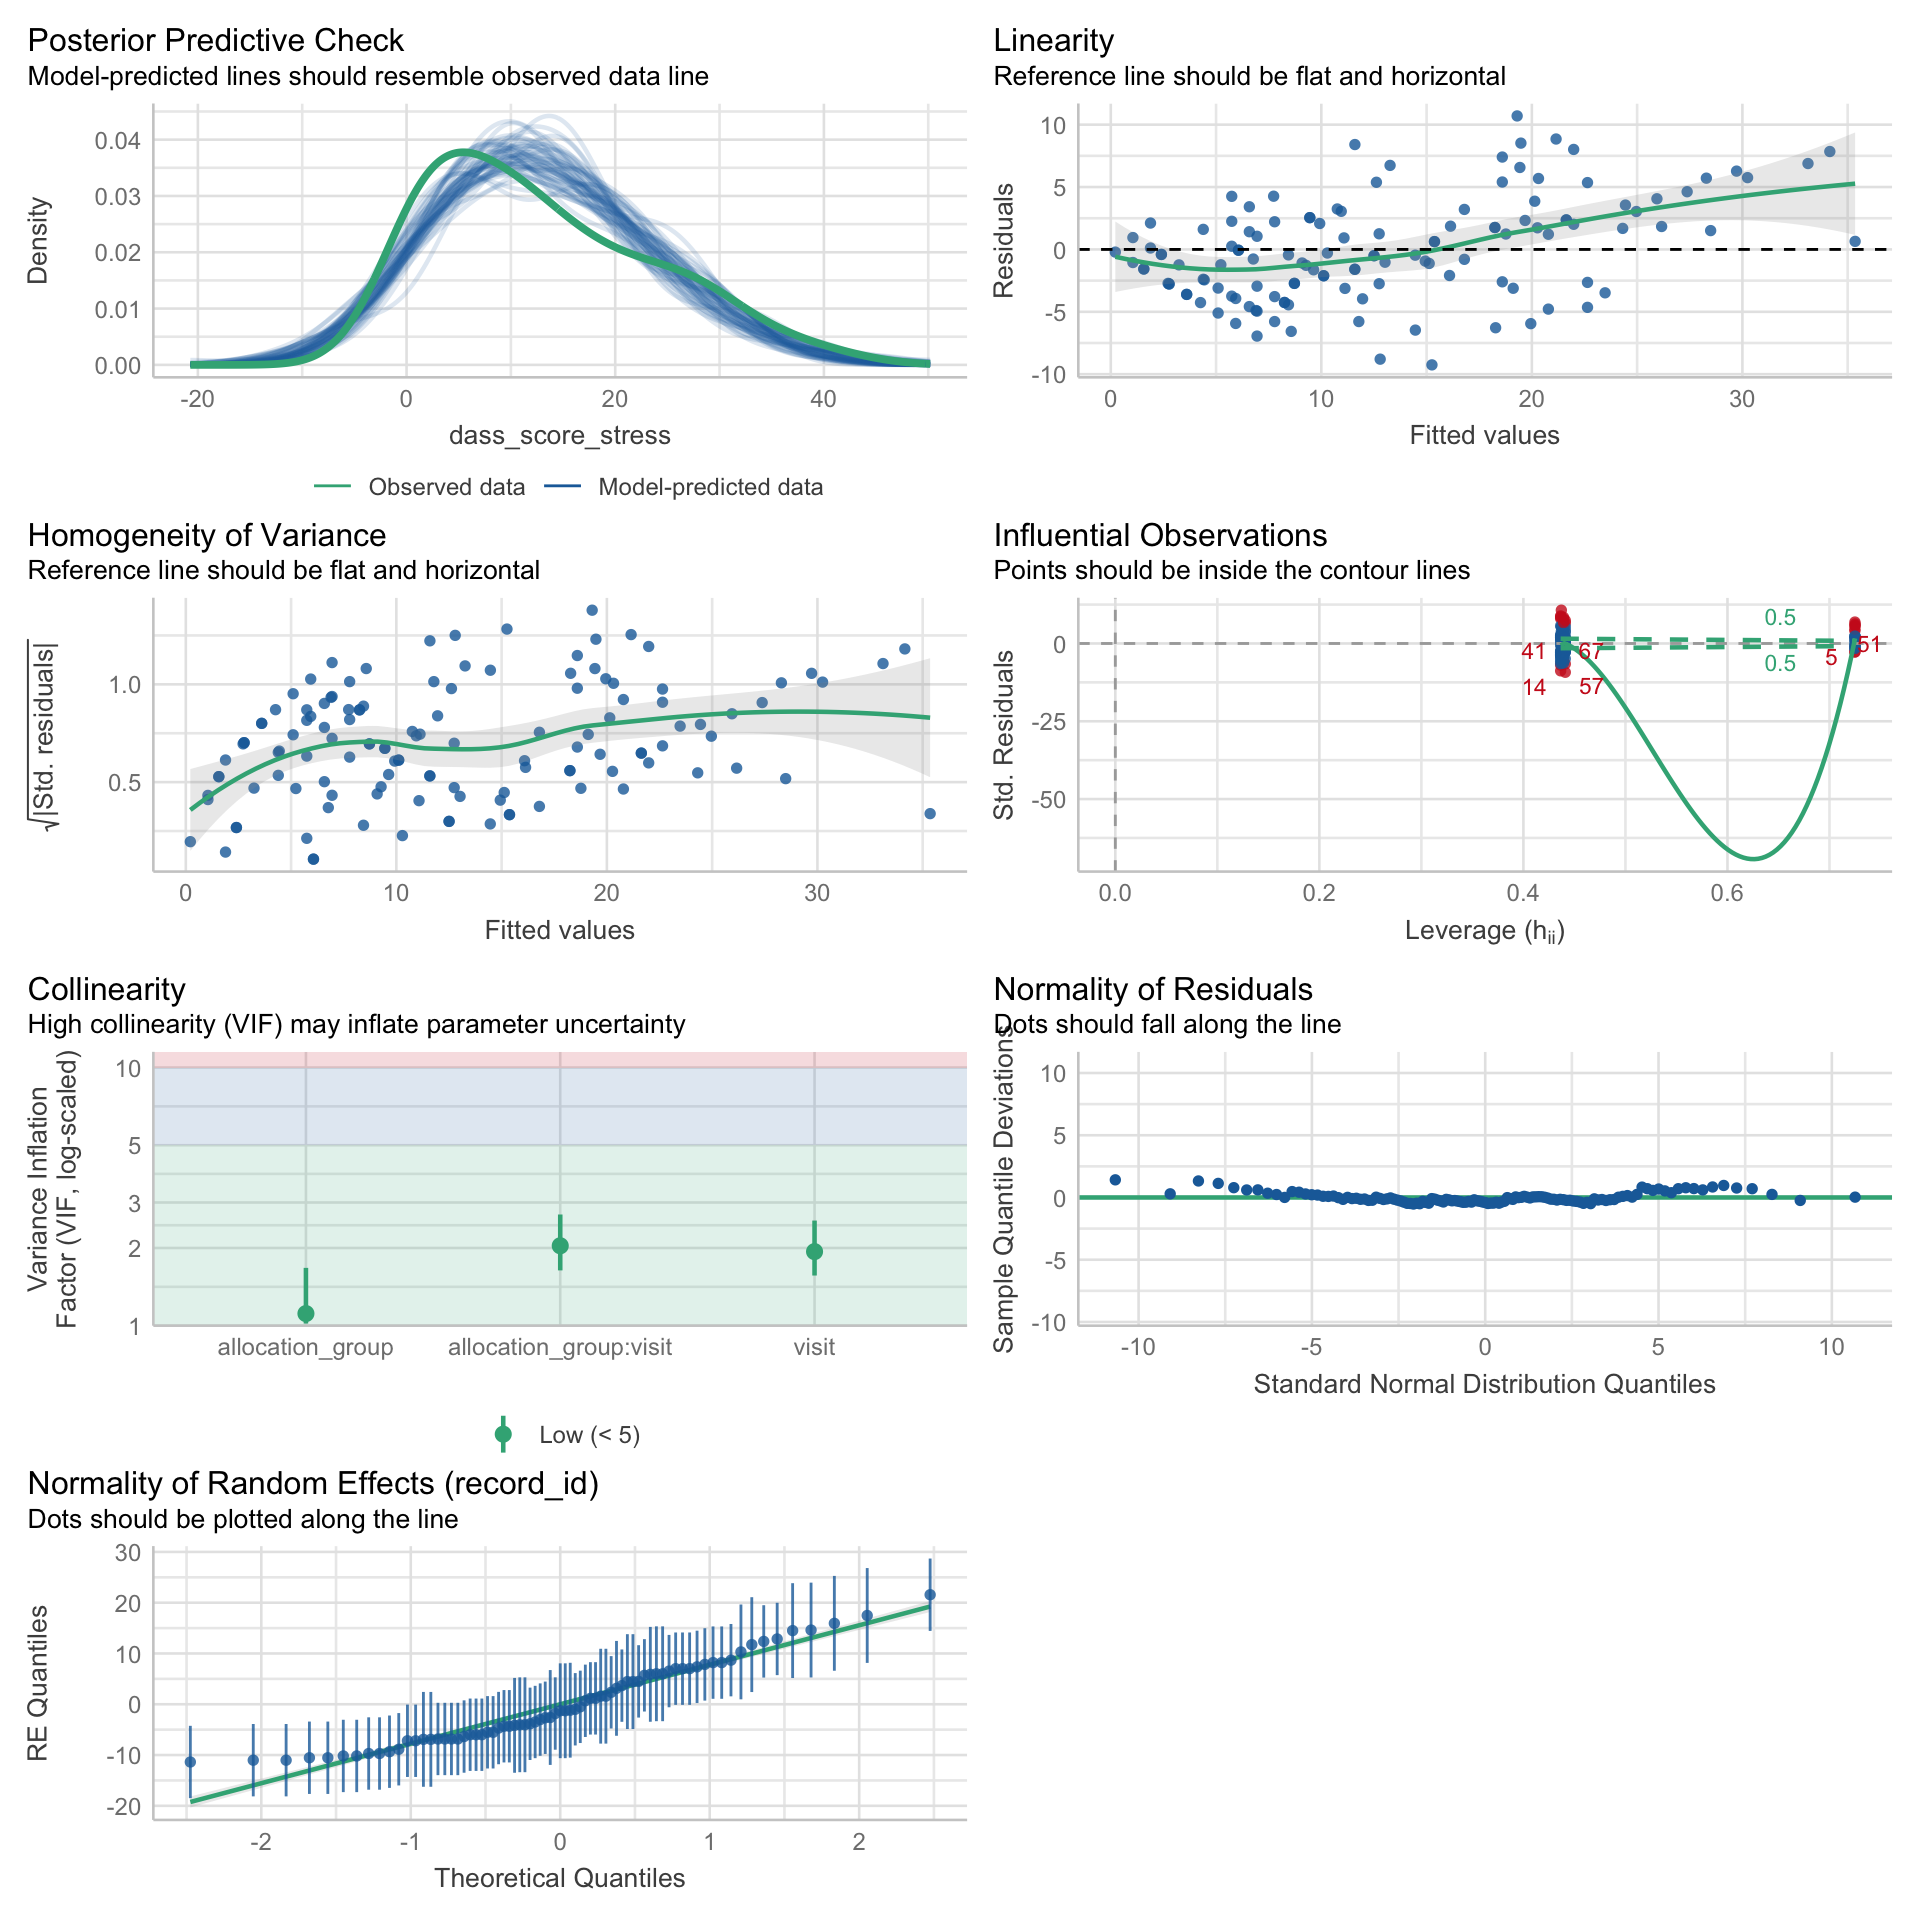 Posterior Predictive Check
Model-predicted lines should resemble observed data line
0.04
0.03
0.02
0.01
0.00
Density
-20
0
20
40
dass_score_stress
Observed data
Model-predicted data
Linearity
Reference line should be flat and horizontal
10
5
0
-5
-10
Residuals
0
10
20
30
Fitted values
Homogeneity of Variance
Reference line should be flat and horizontal
1.0
0.5
√|Std. residuals|
0
10
20
30
Fitted values
Influential Observations
Points should be inside the contour lines
0
-25
-50
Std. Residuals
0.5
0.5
41
67
14
57
5
51
0.0
0.2
0.4
0.6
Leverage (hii)
Collinearity
High collinearity (VIF) may inflate parameter uncertainty
10
5
3
2
1
Variance Inflation
Factor (VIF, log-scaled)
allocation_group
allocation_group:visit
visit
Low (< 5)
Normality of Residuals
Dots should fall along the line
10
5
0
-5
-10
Sample Quantile Deviations
-10
-5
0
5
10
Standard Normal Distribution Quantiles
Normality of Random Effects (record_id)
Dots should be plotted along the line
30
20
10
0
-10
-20
RE Quantiles
-2
-1
0
1
2
Theoretical Quantiles